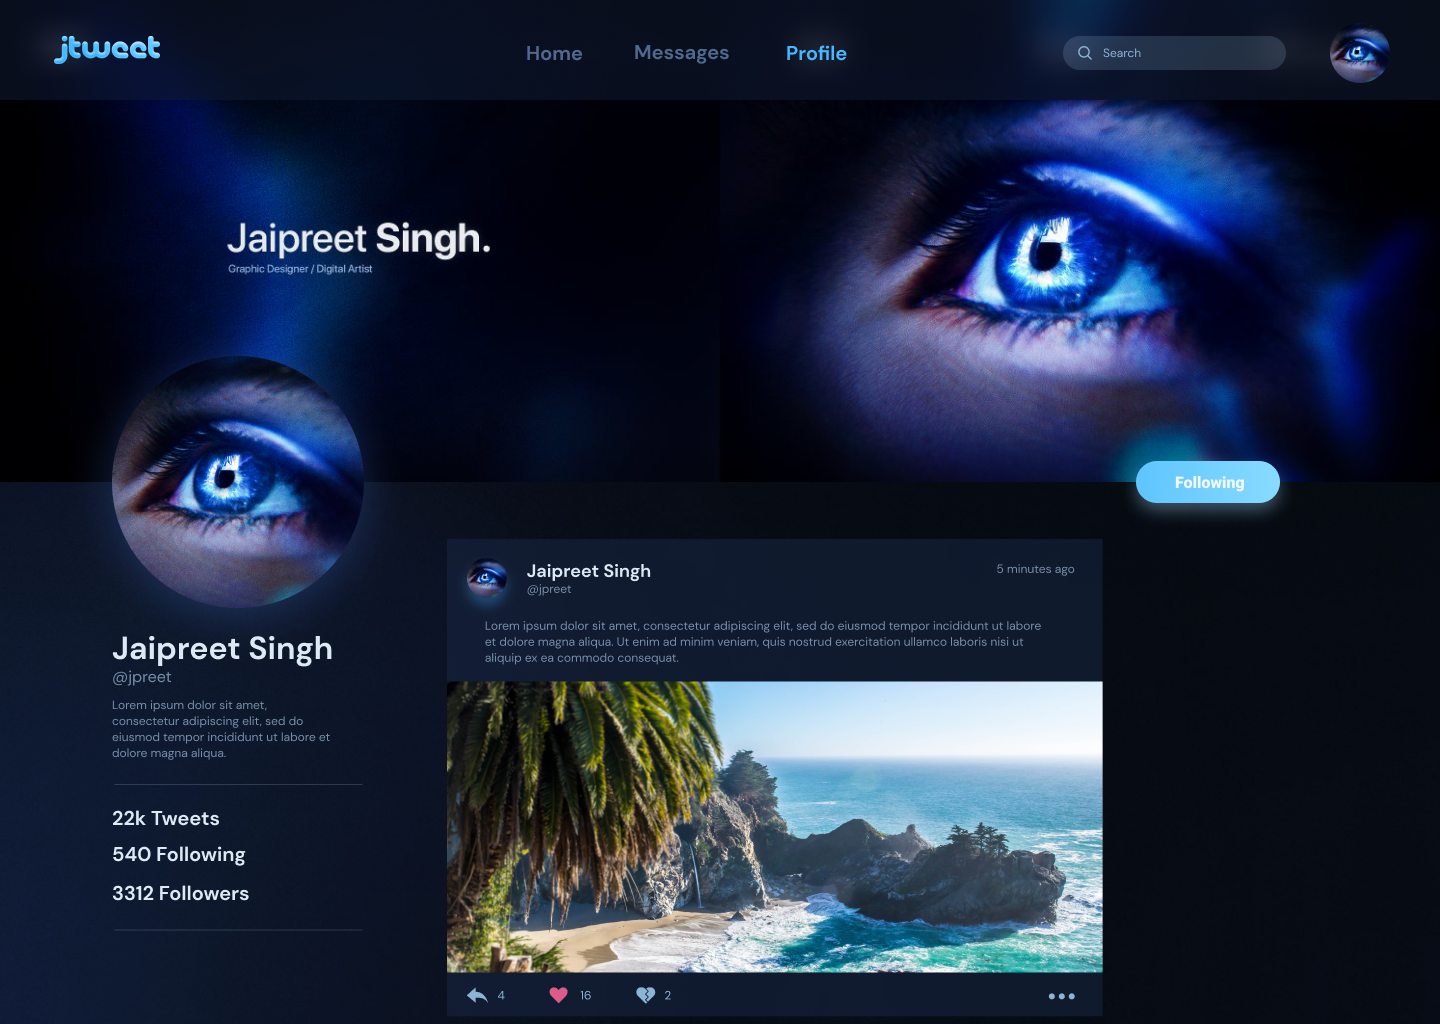 jtweet
Home
Messages
Profile
Search
Jaipreet Singh.
Graphic Designer / Digital Artist
Following
Jaipreet Singh
@jpreet
Lorem ipsum dolor sit amet,
consectetur adipiscing elit, sed do
eiusmod tempor incididunt ut labore et
dolore magna aliqua.
22k Tweets
540 Following
3312 Followers
Jaipreet Singh
@jpreet
5 minutes ago
Lorem ipsum dolor sit amet, consectetur adipiscing elit, sed do eiusmod tempor incididunt ut labore
et dolore magna aliqua. Ut enim ad minim veniam, quis nostrud exercitation ullamco laboris nisi ut
aliquip ex ea commodo consequat.
4
16
2